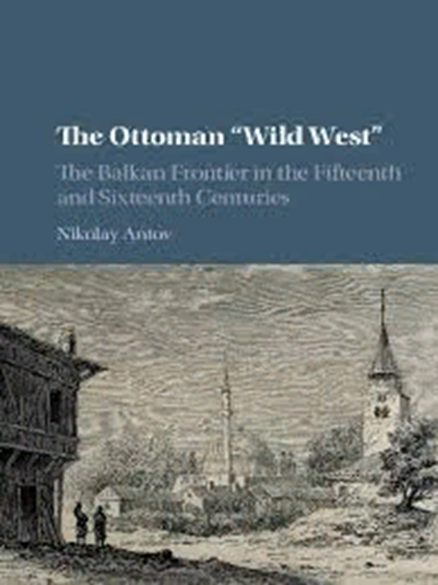 The Ottoman “Wild West”
The Balkan Frontier in the Fifteenth
and Sixteenth Centuries
Nikolay Antov